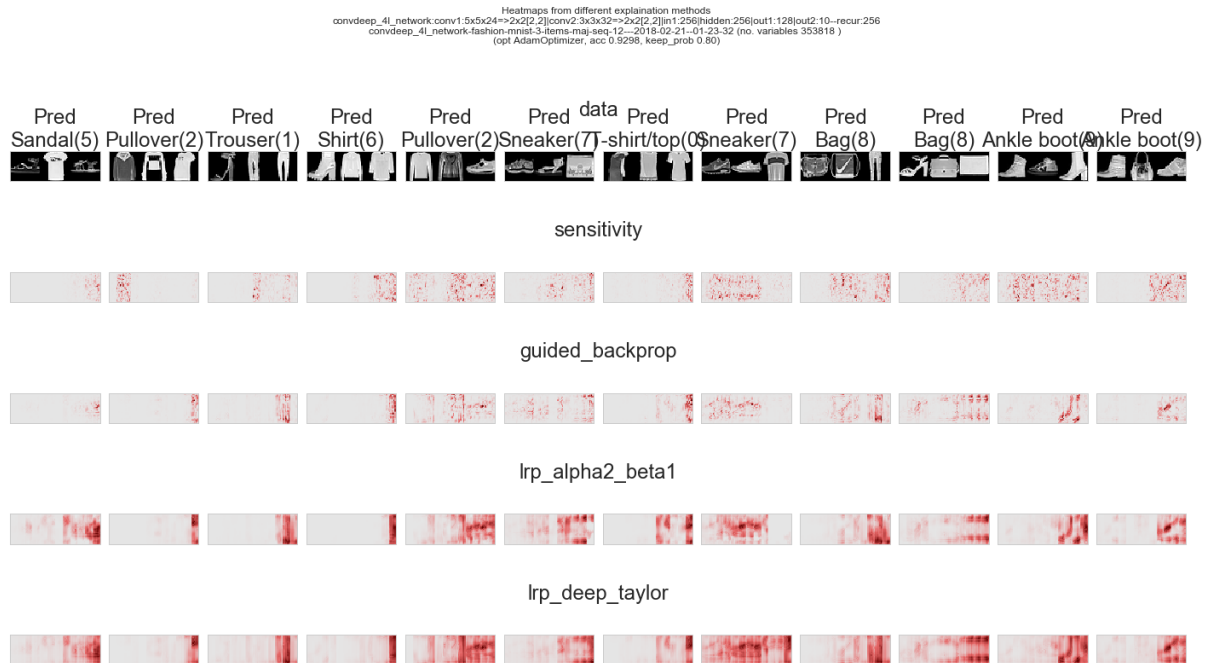 Heatmaps from different explaination methods
convdeep_4l_network:conv1:5x5x24=>2x2[2,2]|conv2:3x3x32=>2x2[2,2]|in1:256|hidden:256|out1:128|out2:10--recur:256
convdeep_4l_network-fashion-mnist-3-items-maj-seq-12---2018-02-21--01-23-32 (no. variables 353818 )
(opt AdamOptimizer, acc 0.9298, keep_prob 0.80)
data
Pred Pred Pred Pred Pred Pred Pred Pred Pred Pred Pred Pred
Sandal(5) Pullover(2) Trouser(1) Shirt(6) Pullover(2) Sneaker(7) T-shirt/top(0) Sneaker(7) Bag(8) Bag(8) Ankle boot(9) Ankle boot(9)
sensitivity
guided_backprop
lrp_alpha2_beta1
lrp_deep_taylor